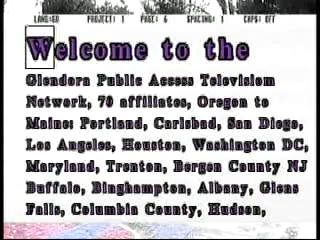 LANG:60 PROJECT: 1 PAGE: 6 SPACING: 1 CAPS: OFF
Welcome to the
Glendora Public Access Television
Network, 70 affiliates, Oregon to
Maine: Portland, Carlsbad, San Diego,
Los Angeles, Houston, Washington DC,
Maryland, Trenton, Bergen County NJ
Buffalo, Binghampton, Albany, Glens
Falls, Columbia County, Hudson,